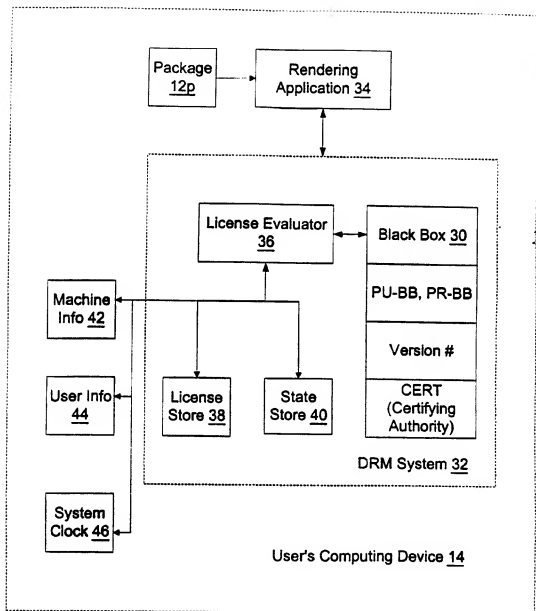 Package
12p
Rendering
Application 34
License Evaluator
36
Black Box 30
PU-BB, PR-BB
Version #
CERT
(Certifying
Authority)
Machine
Info 42
User Info
44
System
Clock 46
License
Store 38
State
Store 40
DRM System 32
User's Computing Device 14